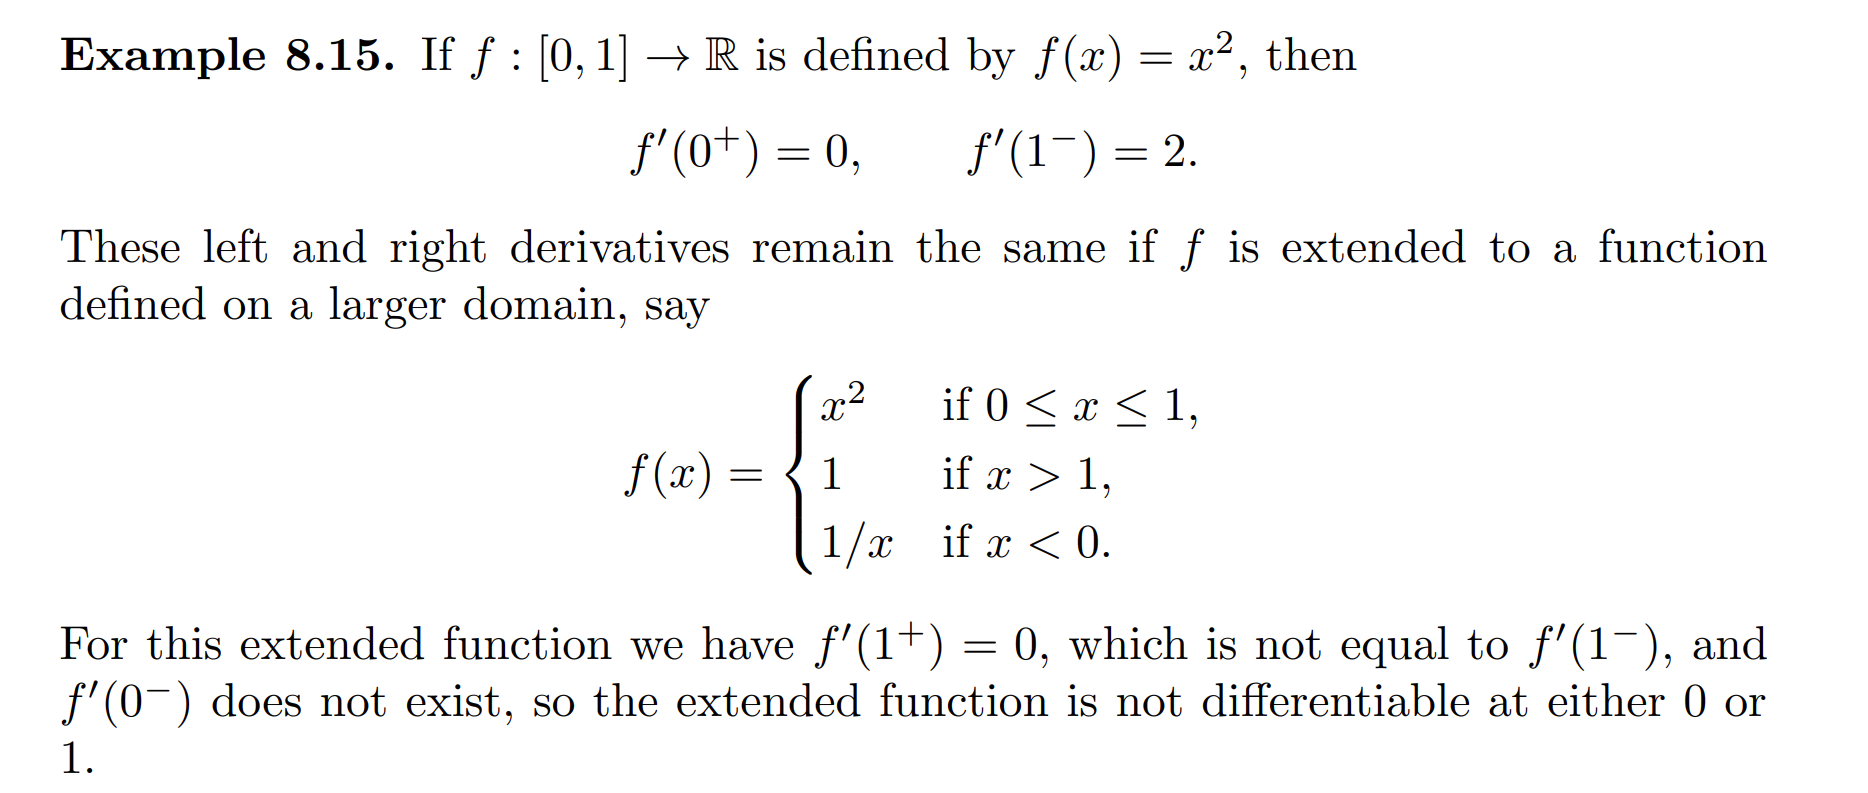 Example 8.15. If f : [0, 1] → ℝ is defined by f(x) = x², then
f′(0⁺) = 0, f′(1⁻) = 2.
These left and right derivatives remain the same if f is extended to a function
defined on a larger domain, say
f(x) = { x² if 0 ≤ x ≤ 1,
1 if x > 1,
1/x if x < 0.
For this extended function we have f′(1⁺) = 0, which is not equal to f′(1⁻), and
f′(0⁻) does not exist, so the extended function is not differentiable at either 0 or
1.